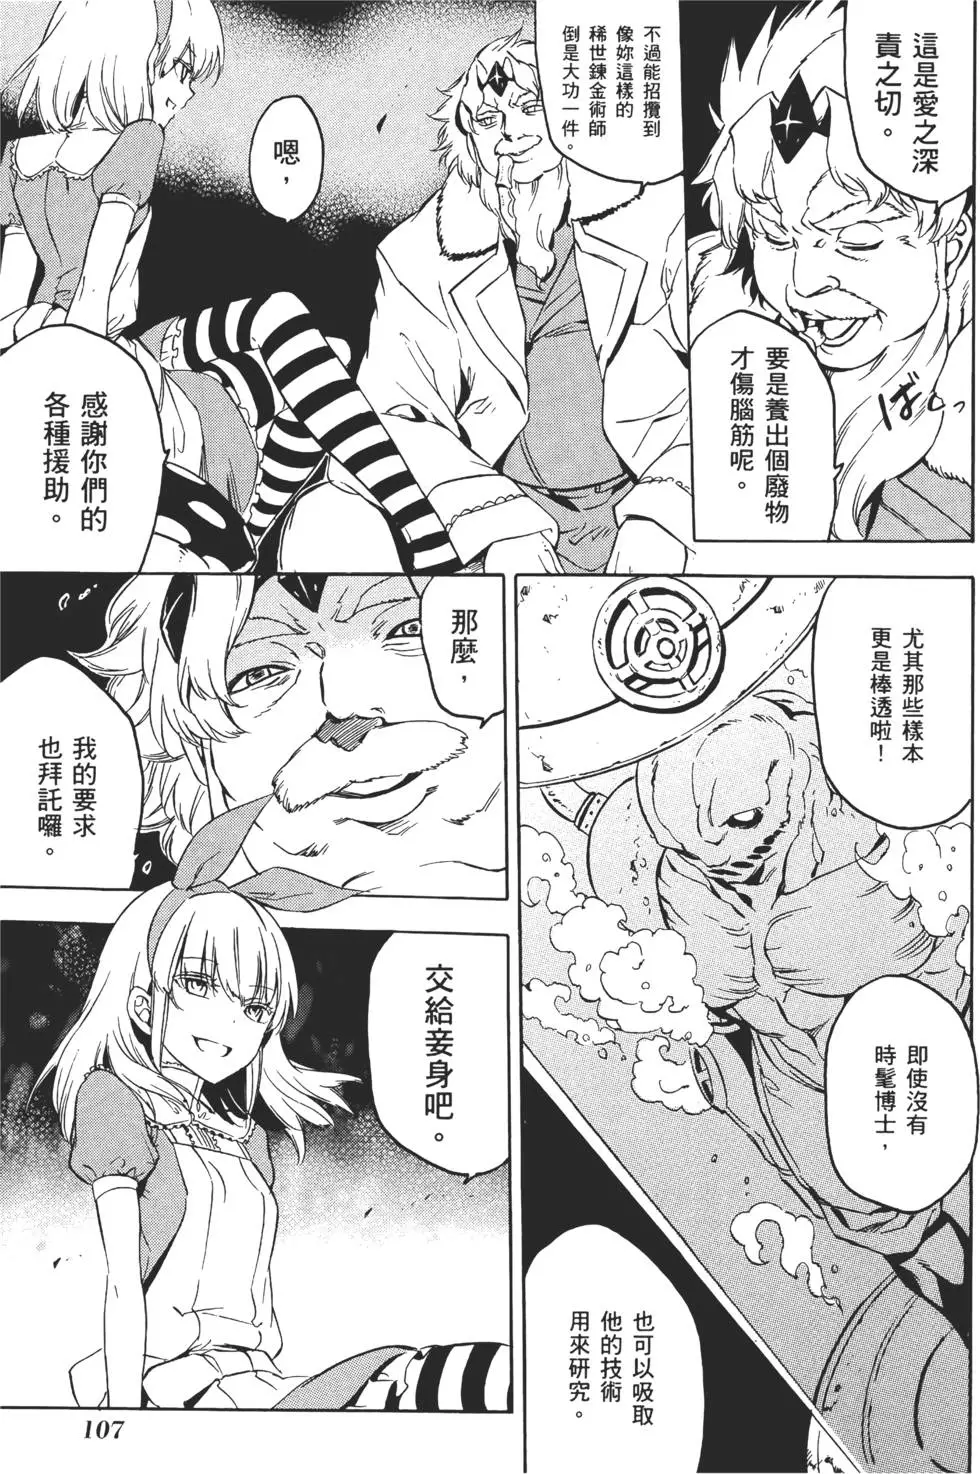 這是愛之深
責之切。
要是養出個廢物
才傷腦筋呢。
ばしっ
不過能招攬到
像妳這樣的
稀世鍊金術師
倒是大功一件。
嗯，
感謝你們的
各種援助。
尤其那些樣本
更是棒透啦！
即使沒有
時髦博士，
也可以吸取
他的技術
用來研究。
那麼，
我的要求
也拜託囉。
交給妾身吧。
107